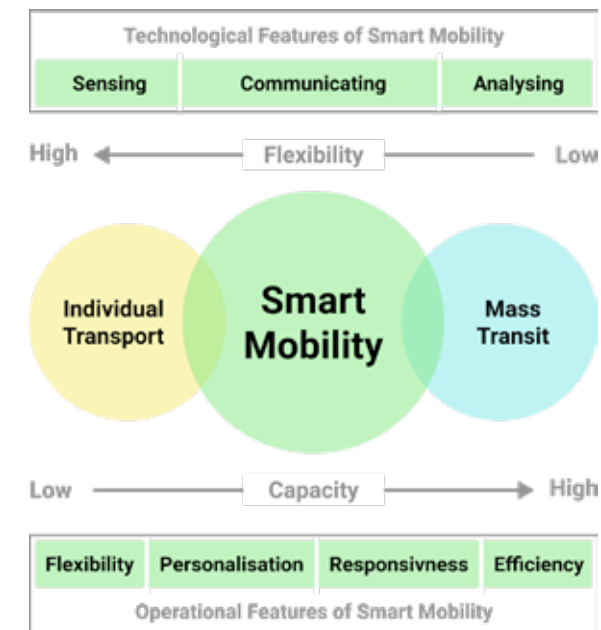 Technological Features of Smart Mobility
Sensing Communicating Analysing
High Flexibility Low
Individual
Transport
Smart
Mobility
Mass
Transit
Low Capacity High
Flexibility Personalisation Responsivness Efficiency
Operational Features of Smart Mobility